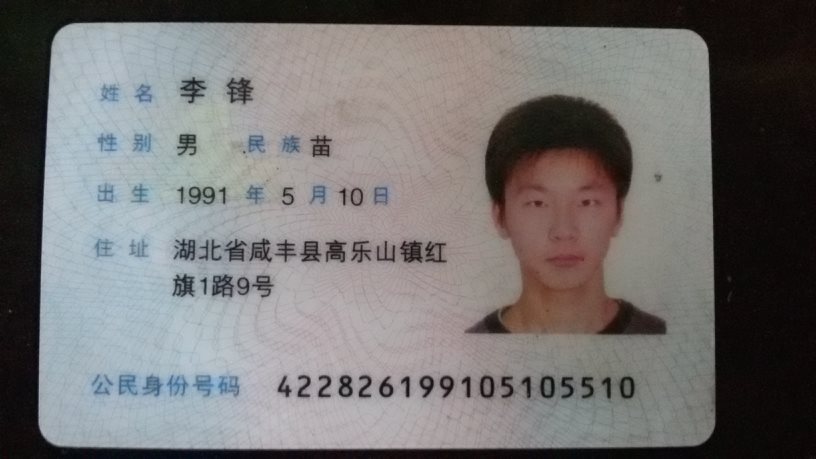 姓名 李锋
性别 男 民族 苗
出生 1991 年 5 月 10 日
住址 湖北省咸丰县高乐山镇红
旗1路9号
公民身份号码 422826199105105510